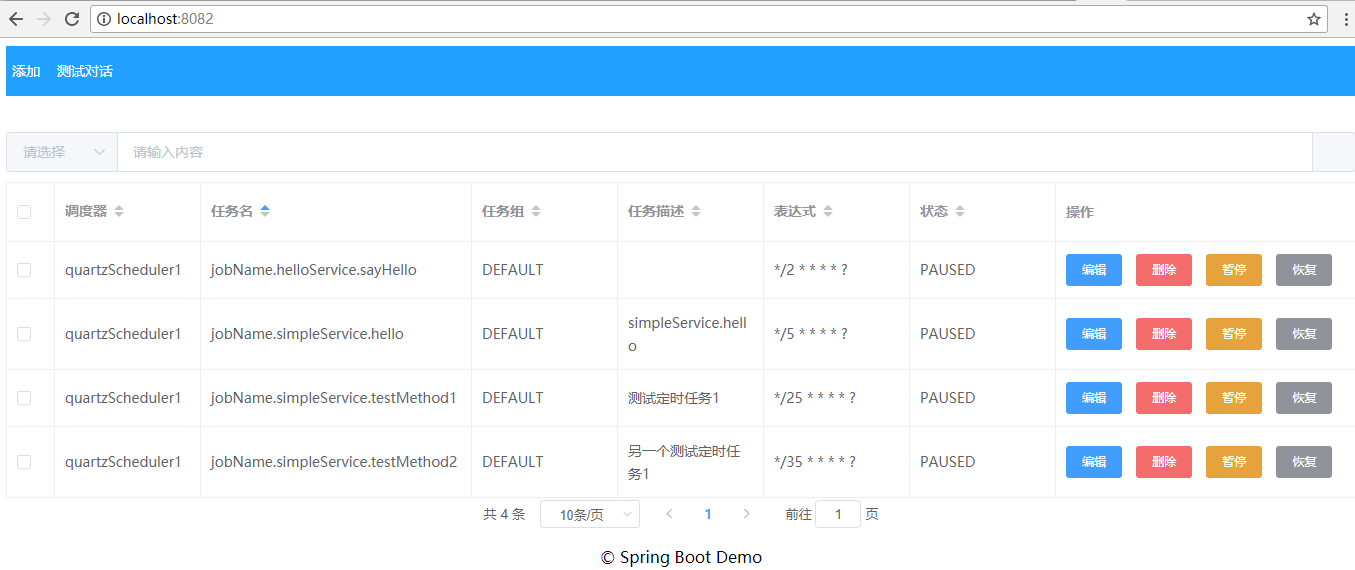 localhost:8082
添加 测试对话
请选择 请输入内容
调度器 任务名 任务组 任务描述 表达式 状态 操作
quartzScheduler1 jobName.helloService.sayHello DEFAULT */2 * * * * ? PAUSED 编辑 删除 暂停 恢复
quartzScheduler1 jobName.simpleService.hello DEFAULT simpleService.hell
o */5 * * * * ? PAUSED 编辑 删除 暂停 恢复
quartzScheduler1 jobName.simpleService.testMethod1 DEFAULT 测试定时任务1 */25 * * * * ? PAUSED 编辑 删除 暂停 恢复
quartzScheduler1 jobName.simpleService.testMethod2 DEFAULT 另一个测试定时任
务1 */35 * * * * ? PAUSED 编辑 删除 暂停 恢复
共 4 条 10条/页 1 前往 1 页
© Spring Boot Demo